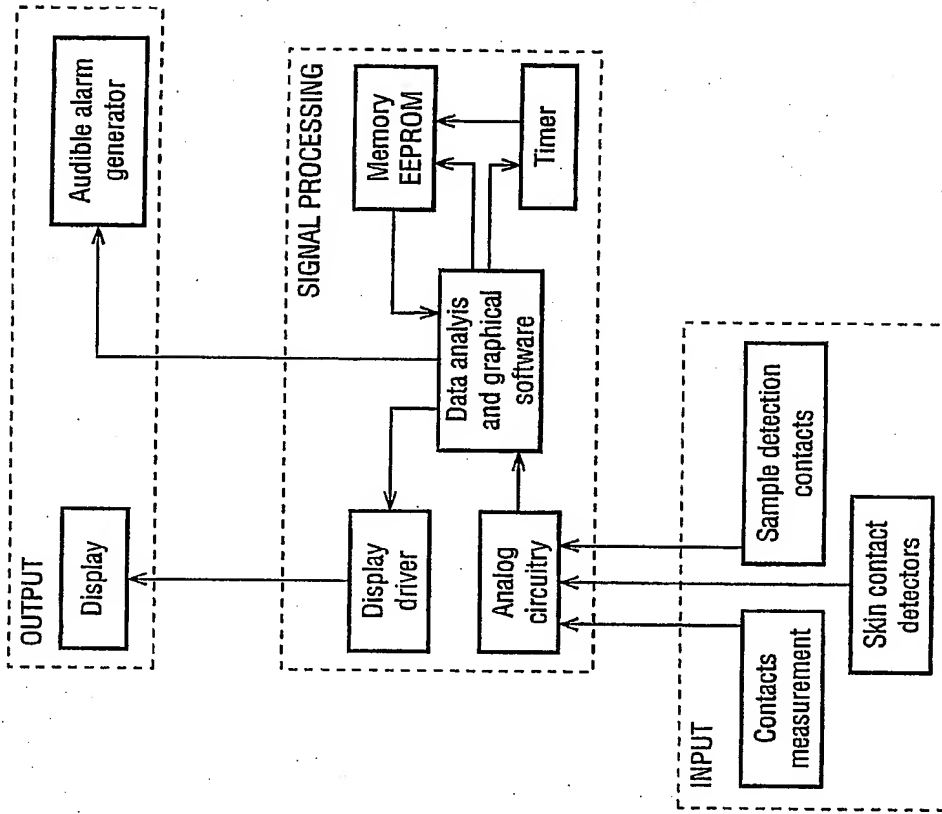 OUTPUT
Display
Audible alarm
generator
SIGNAL PROCESSING
Display
driver
Memory
EEPROM
Analog
circuitry
Data analyis
and graphical
software
Timer
INPUT
Contacts
measurement
Sample detection
contacts
Skin contact
detectors